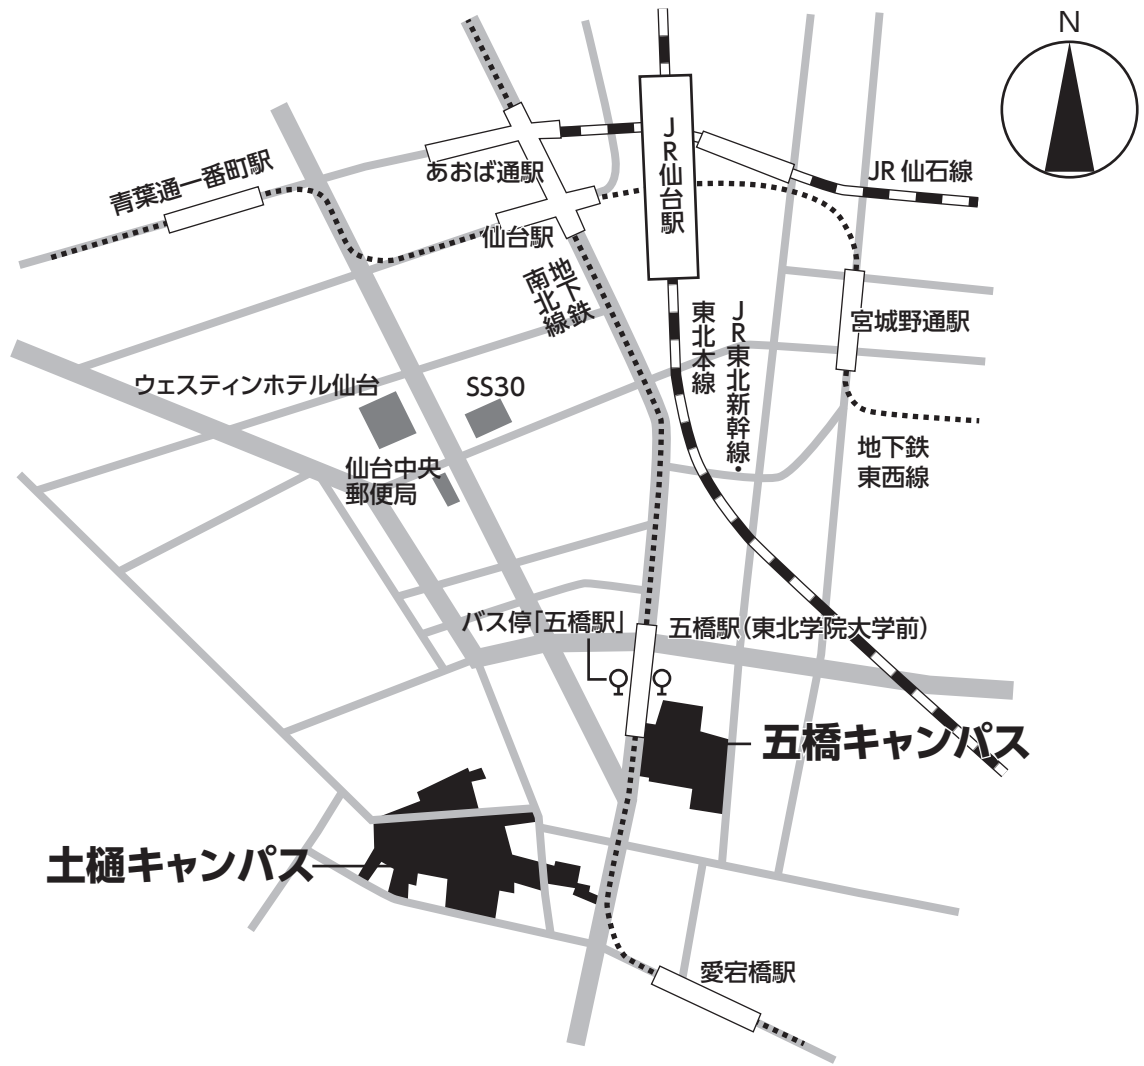 N
JR仙台駅
青葉通一番町駅
あおば通駅
JR 仙石線
仙台駅
地下鉄
南北線
東北本線
JR東北新幹線
宮城野通駅
ウェスティンホテル仙台
SS30
地下鉄
東西線
仙台中央
郵便局
バス停「五橋駅」
五橋駅(東北学院大学前)
五橋キャンパス
土樋キャンパス
愛宕橋駅